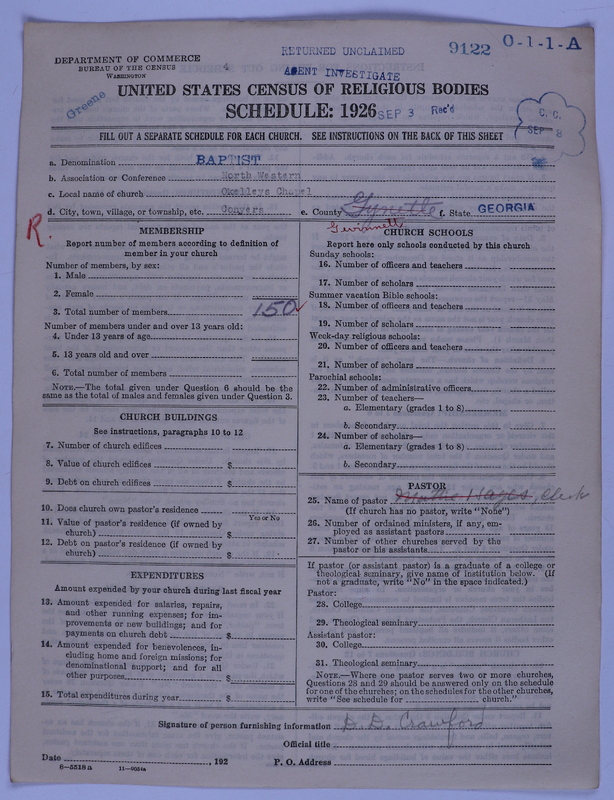 RETURNED UNCLAIMED
9122 0-1-1-A
DEPARTMENT OF COMMERCE
BUREAU OF THE CENSUS
WASHINGTON
4
AGENT INVESTIGATE
Greene
UNITED STATES CENSUS OF RELIGIOUS BODIES
SCHEDULE: 1926
SEP 3 Rec'd
C. C.
SEP 8
FILL OUT A SEPARATE SCHEDULE FOR EACH CHURCH. SEE INSTRUCTIONS ON THE BACK OF THIS SHEET
a. Denomination BAPTIST
b. Association or Conference North Western
c. Local name of church Okelleys Chapel
d. City, town, village, or township, etc. Conyers e. County Gynette f. State GEORGIA
Gwinnett
R.
MEMBERSHIP
Report number of members according to definition of
member in your church
Number of members, by sex:
1. Male
2. Female
3. Total number of members 150 ✓
Number of members under and over 13 years old:
4. Under 13 years of age
5. 13 years old and over
6. Total number of members
NOTE.—The total given under Question 6 should be
same as the total of males and females given under Question 3.
CHURCH BUILDINGS
See instructions, paragraphs 10 to 12
7. Number of church edifices
8. Value of church edifices $
9. Debt on church edifices $
10. Does church own pastor's residence
Yes or No
11. Value of pastor's residence (if owned by
church) $
12. Debt on pastor's residence (if owned by
church) $
EXPENDITURES
Amount expended by your church during last fiscal year
13. Amount expended for salaries, repairs,
and other running expenses; for im-
provements or new buildings; and for
payments on church debt $
14. Amount expended for benevolences, in-
cluding home and foreign missions; for
denominational support; and for all
other purposes $
15. Total expenditures during year $
CHURCH SCHOOLS
Report here only schools conducted by this church
Sunday schools:
16. Number of officers and teachers
17. Number of scholars
Summer vacation Bible schools:
18. Number of officers and teachers
19. Number of scholars
Week-day religious schools:
20. Number of officers and teachers
21. Number of scholars
Parochial schools:
22. Number of administrative officers
23. Number of teachers—
a. Elementary (grades 1 to 8)
b. Secondary
24. Number of scholars—
a. Elementary (grades 1 to 8)
b. Secondary
PASTOR
25. Name of pastor Hays, Clerk
(If church has no pastor, write "None")
26. Number of ordained ministers, if any, em-
ployed as assistant pastors
27. Number of other churches served by the
pastor or his assistants
If pastor (or assistant pastor) is a graduate of a college or
theological seminary, give name of institution below. (If
not a graduate, write "No" in the space indicated.)
Pastor:
28. College
29. Theological seminary
Assistant pastor:
30. College
31. Theological seminary
NOTE.—Where one pastor serves two or more churches,
Questions 28 and 29 should be answered only on the schedule
for one of the churches; on the schedules for the other churches,
write "See schedule for church."
Signature of person furnishing information D. D. Crawford
Official title
Date , 192 P. O. Address
8-5518a 11-9051a